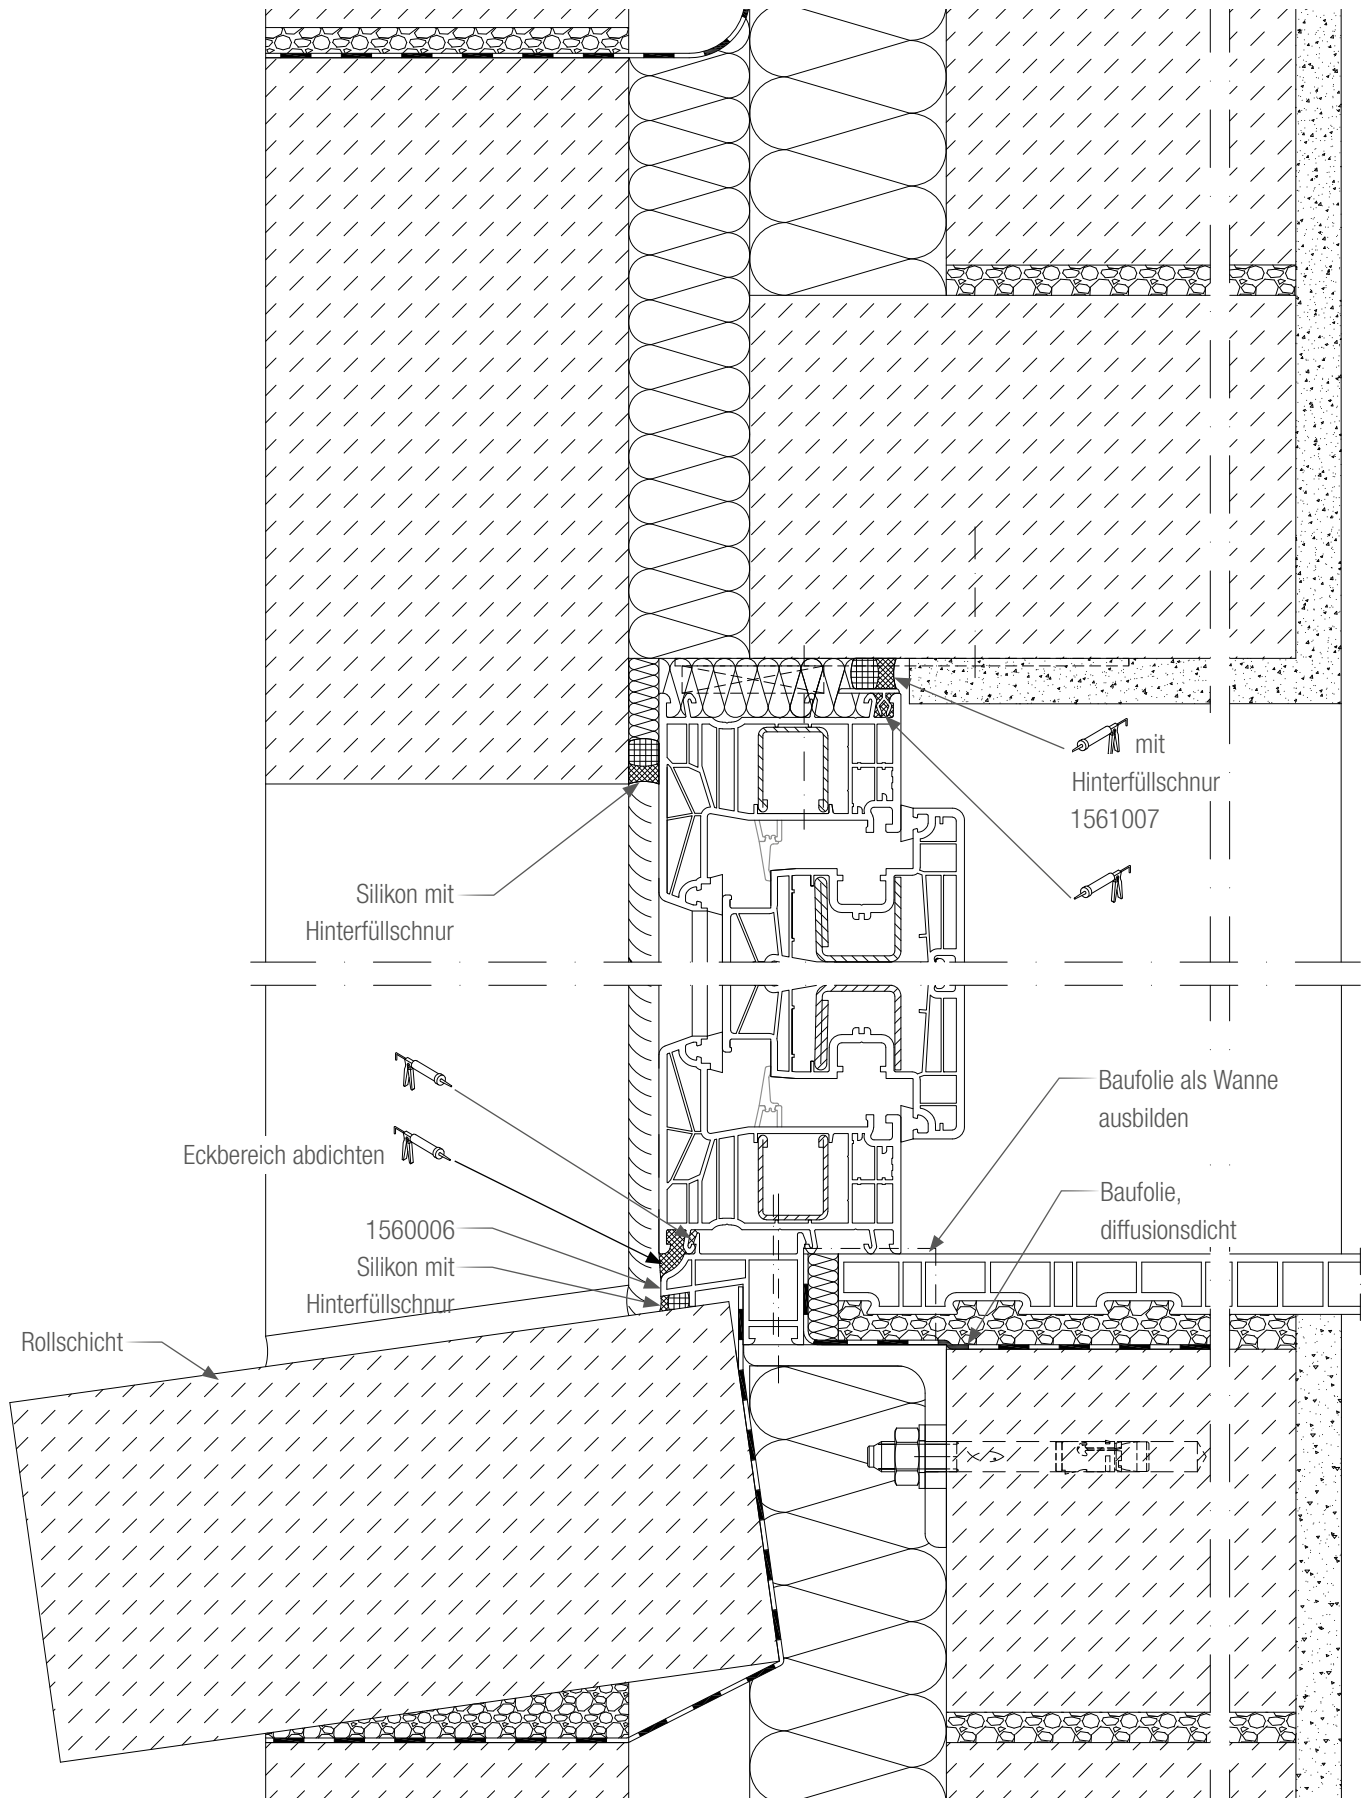 mit
Hinterfüllschnur
1561007
Silikon mit
Hinterfüllschnur
Baufolie als Wanne
ausbilden
Eckbereich abdichten
Baufolie,
diffusionsdicht
1560006
Silikon mit
Hinterfüllschnur
Rollschicht